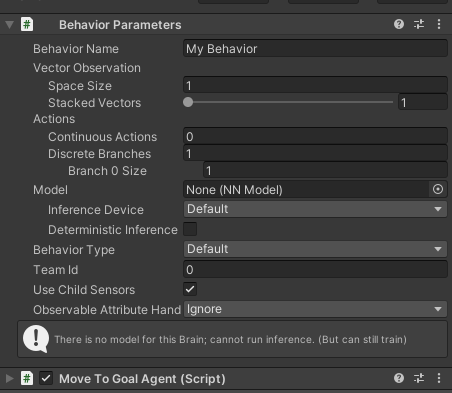 Behavior Parameters
Behavior Name My Behavior
Vector Observation
Space Size 1
Stacked Vectors 1
Actions
Continuous Actions 0
Discrete Branches 1
Branch 0 Size 1
Model None (NN Model)
Inference Device Default
Deterministic Inference
Behavior Type Default
Team Id 0
Use Child Sensors
Observable Attribute Hand Ignore
There is no model for this Brain; cannot run inference. (But can still train)
Move To Goal Agent (Script)